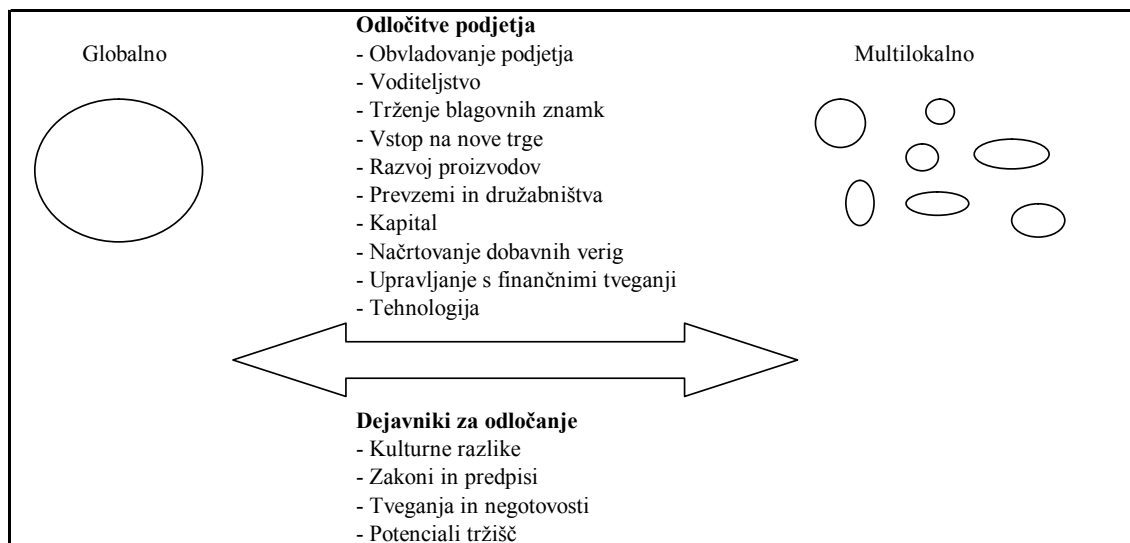 Globalno
Odločitve podjetja
- Obvladovanje podjetja
- Voditeljstvo
- Trženje blagovnih znamk
- Vstop na nove trge
- Razvoj proizvodov
- Prevzemi in družabništva
- Kapital
- Načrtovanje dobavnih verig
- Upravljanje s finančnimi tveganji
- Tehnologija
Multilokalno
Dejavniki za odločanje
- Kulturne razlike
- Zakoni in predpisi
- Tveganja in negotovosti
- Potenciali tržišč